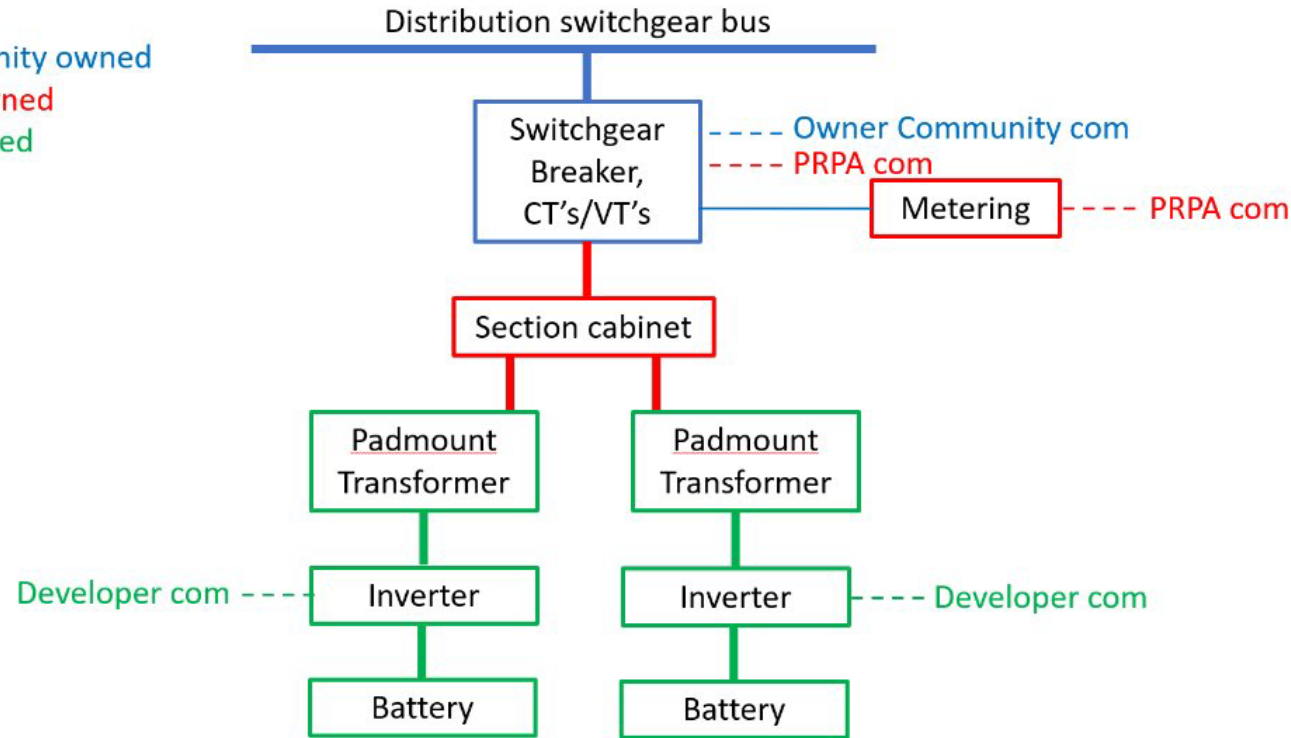 Distribution switchgear bus
nity owned
ned
ed
Switchgear
Breaker,
CT's/VT's
Owner Community com
PRPA com
Metering
PRPA com
Section cabinet
Padmount
Transformer
Padmount
Transformer
Developer com
Inverter
Inverter
Developer com
Battery
Battery